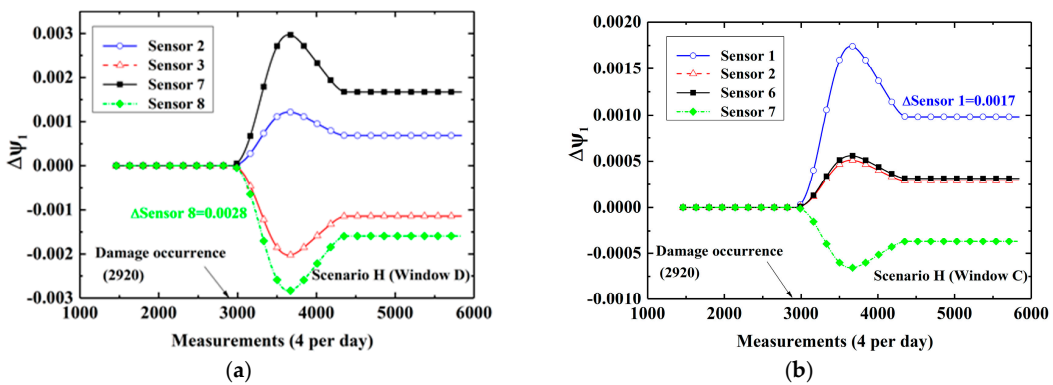 0.003
0.002
0.001
0.000
-0.001
-0.002
-0.003
Δψ1
Sensor 2
Sensor 3
Sensor 7
Sensor 8
ΔSensor 8=0.0028
Damage occurrence
(2920)
Scenario H (Window D)
1000 2000 3000 4000 5000 6000
Measurements (4 per day)
(a)
0.0020
0.0015
0.0010
0.0005
0.0000
-0.0005
-0.0010
Δψ1
Sensor 1
Sensor 2
Sensor 6
Sensor 7
ΔSensor 1=0.0017
Damage occurrence
(2920)
Scenario H (Window C)
1000 2000 3000 4000 5000 6000
Measurements (4 per day)
(b)